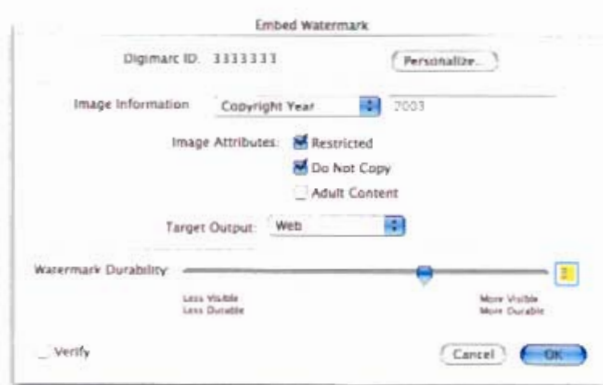 Embed Watermark
Digimarc ID: 3333333 Personalize...
Image Information Copyright Year 2003
Image Attributes: Restricted
Do Not Copy
Adult Content
Target Output: Web
Watermark Durability 3
Less Visible More Visible
Less Durable More Durable
Verify Cancel OK